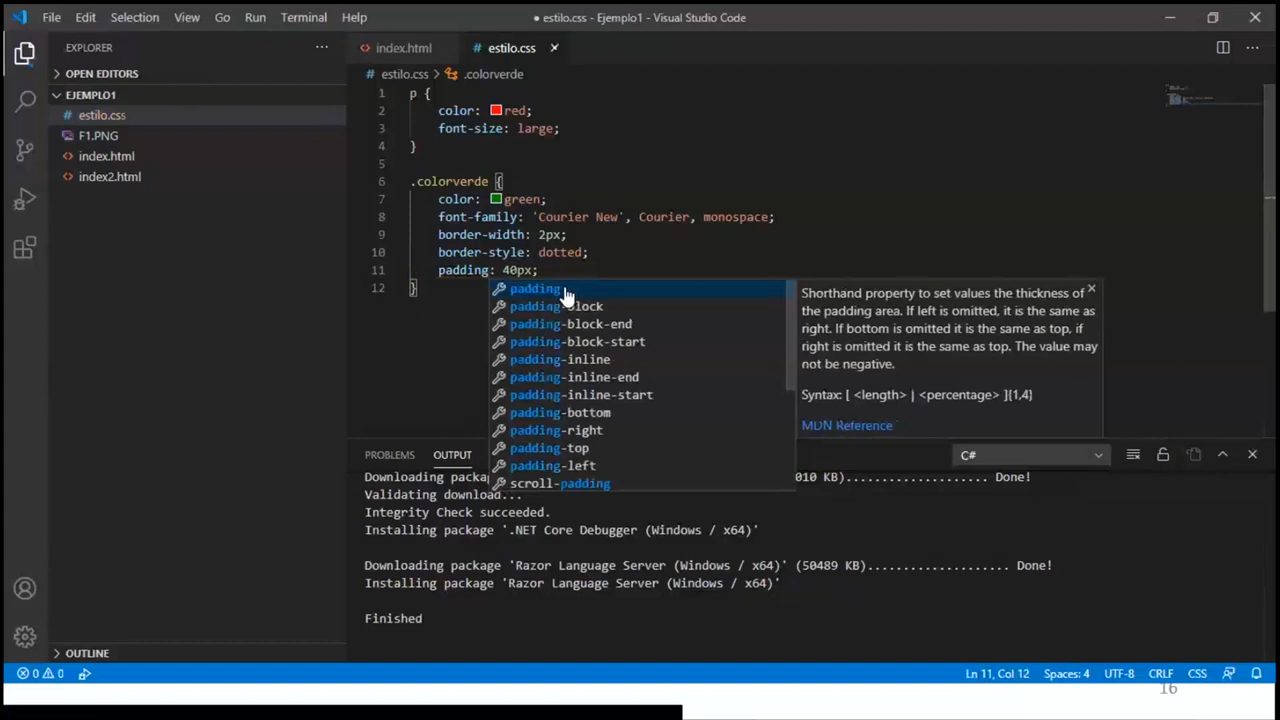 File Edit Selection View Go Run Terminal Help
● estilo.css - Ejemplo1 - Visual Studio Code
EXPLORER
OPEN EDITORS
EJEMPLO1
estilo.css
F1.PNG
index.html
index2.html
OUTLINE
index.html
estilo.css
estilo.css > .colorverde
1 p {
2 color: red;
3 font-size: large;
4 }
5
6 .colorverde {
7 color: green;
8 font-family: 'Courier New', Courier, monospace;
9 border-width: 2px;
10 border-style: dotted;
11 padding: 40px;
12 }
padding
padding-block
padding-block-end
padding-block-start
padding-inline
padding-inline-end
padding-inline-start
padding-bottom
padding-right
padding-top
padding-left
scroll-padding
Shorthand property to set values the thickness of
the padding area. If left is omitted, it is the same as
right. If bottom is omitted it is the same as top, if
right is omitted it is the same as top. The value may
not be negative.
Syntax: [ <length> | <percentage> ]{1,4}
MDN Reference
PROBLEMS OUTPUT
C#
Downloading packag 010 KB).................... Done!
Validating download...
Integrity Check succeeded.
Installing package '.NET Core Debugger (Windows / x64)'
Downloading package 'Razor Language Server (Windows / x64)' (50489 KB).................... Done!
Installing package 'Razor Language Server (Windows / x64)'
Finished
0 0
Ln 11, Col 12 Spaces: 4 UTF-8 CRLF CSS
16